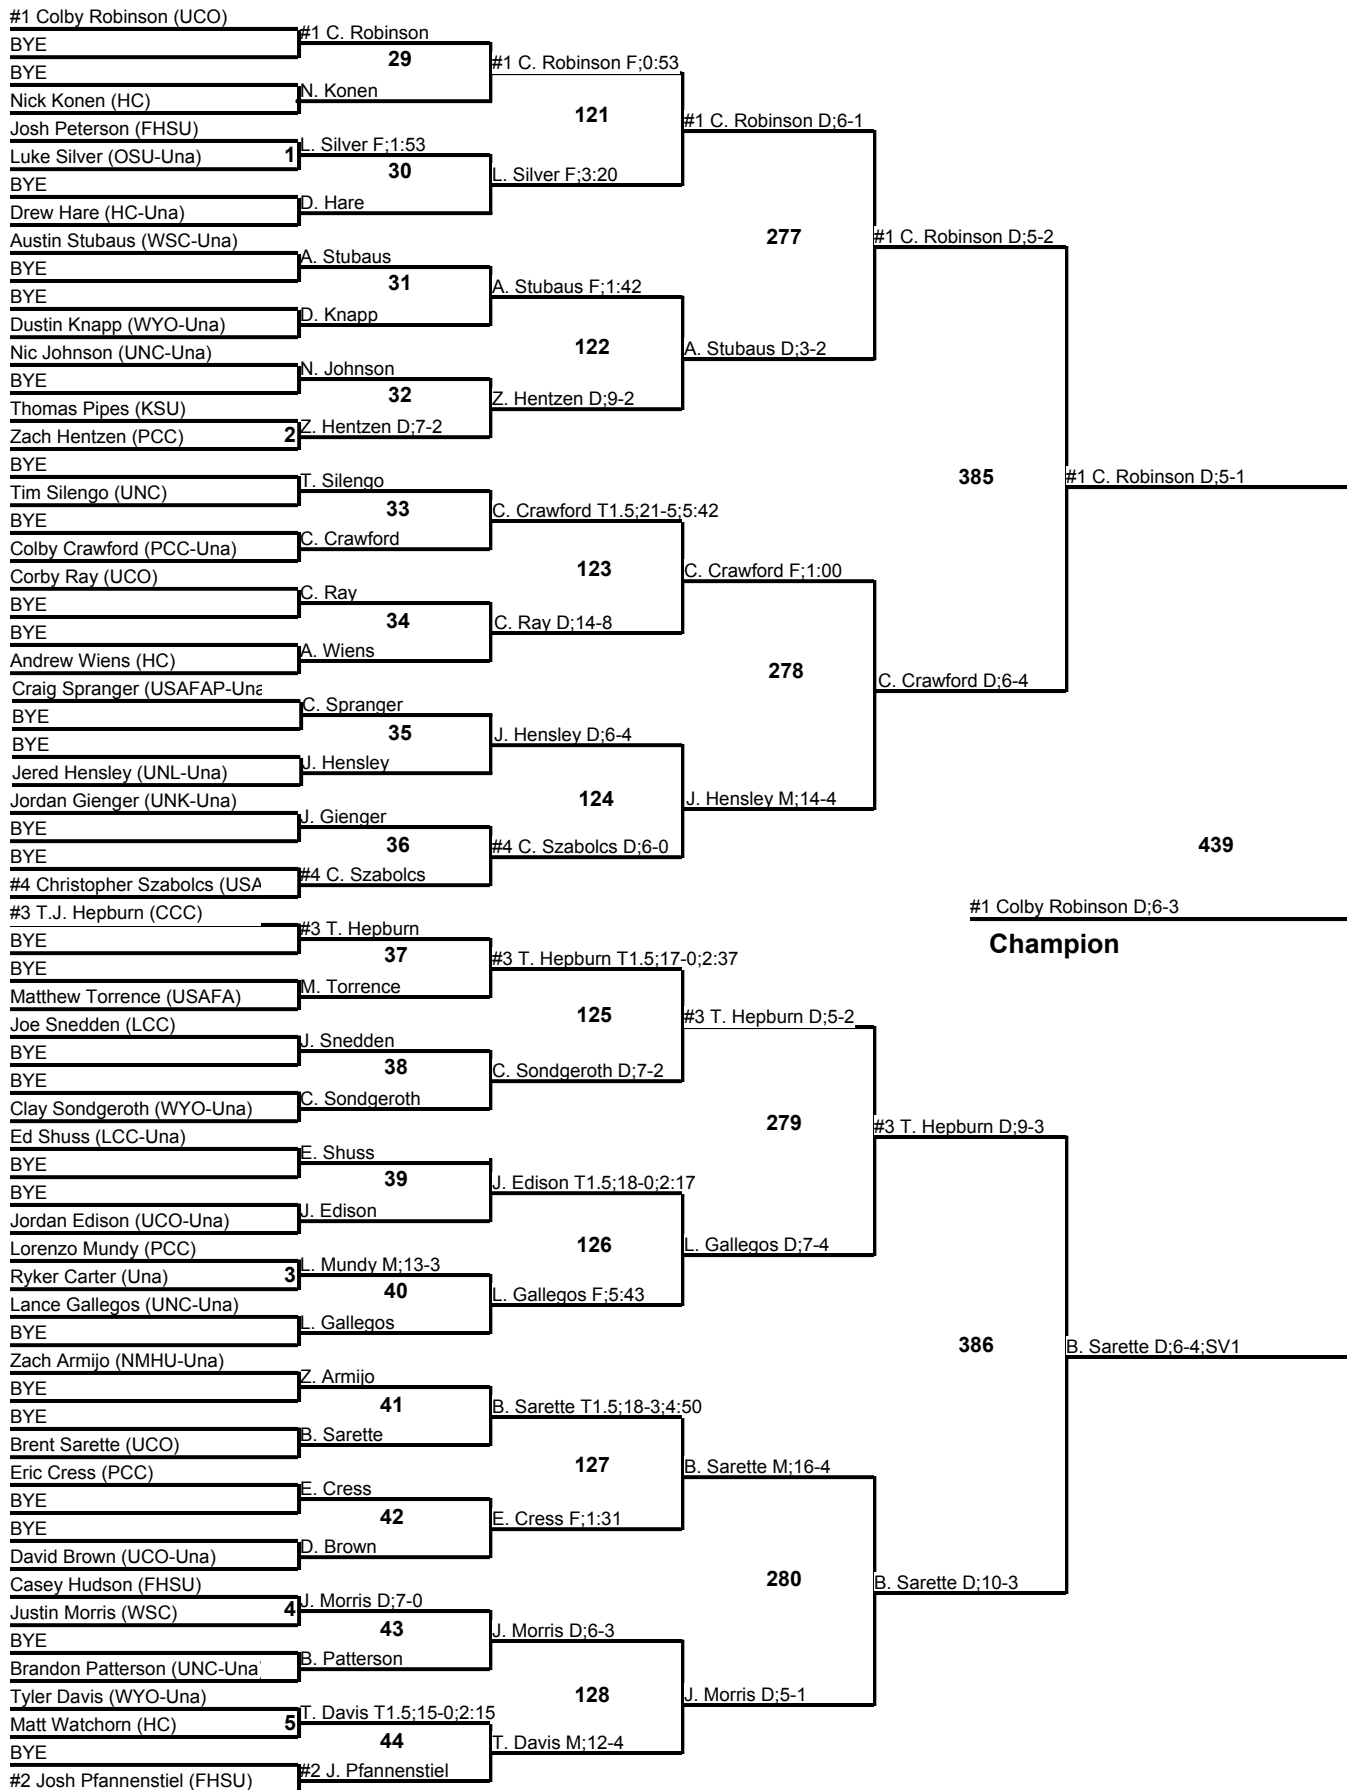 #1 Colby Robinson (UCO)
BYE
BYE
Nick Konen (HC)
Josh Peterson (FHSU)
Luke Silver (OSU-Una) 1
BYE
Drew Hare (HC-Una)
Austin Stubaus (WSC-Una)
BYE
BYE
Dustin Knapp (WYO-Una)
Nic Johnson (UNC-Una)
BYE
Thomas Pipes (KSU)
Zach Hentzen (PCC) 2
BYE
Tim Silengo (UNC)
BYE
Colby Crawford (PCC-Una)
Corby Ray (UCO)
BYE
BYE
Andrew Wiens (HC)
Craig Spranger (USAFAP-Una
BYE
BYE
Jered Hensley (UNL-Una)
Jordan Gienger (UNK-Una)
BYE
BYE
#4 Christopher Szabolcs (USA
#3 T.J. Hepburn (CCC)
BYE
BYE
Matthew Torrence (USAFA)
Joe Snedden (LCC)
BYE
BYE
Clay Sondgeroth (WYO-Una)
Ed Shuss (LCC-Una)
BYE
BYE
Jordan Edison (UCO-Una)
Lorenzo Mundy (PCC)
Ryker Carter (Una) 3
Lance Gallegos (UNC-Una)
BYE
Zach Armijo (NMHU-Una)
BYE
BYE
Brent Sarette (UCO)
Eric Cress (PCC)
BYE
BYE
David Brown (UCO-Una)
Casey Hudson (FHSU)
Justin Morris (WSC) 4
BYE
Brandon Patterson (UNC-Una)
Tyler Davis (WYO-Una)
Matt Watchorn (HC) 5
BYE
#2 Josh Pfannenstiel (FHSU)
#1 C. Robinson
29
N. Konen
L. Silver F;1:53
30
D. Hare
A. Stubaus
31
D. Knapp
N. Johnson
32
Z. Hentzen D;7-2
T. Silengo
33
C. Crawford
C. Ray
34
A. Wiens
C. Spranger
35
J. Hensley
J. Gienger
36
#4 C. Szabolcs
#3 T. Hepburn
37
M. Torrence
J. Snedden
38
C. Sondgeroth
E. Shuss
39
J. Edison
L. Mundy M;13-3
40
L. Gallegos
Z. Armijo
41
B. Sarette
E. Cress
42
D. Brown
J. Morris D;7-0
43
B. Patterson
T. Davis T1.5;15-0;2:15
44
#2 J. Pfannenstiel
#1 C. Robinson F;0:53
121
L. Silver F;3:20
A. Stubaus F;1:42
122
Z. Hentzen D;9-2
C. Crawford T1.5;21-5;5:42
123
C. Ray D;14-8
J. Hensley D;6-4
124
#4 C. Szabolcs D;6-0
#3 T. Hepburn T1.5;17-0;2:37
125
C. Sondgeroth D;7-2
J. Edison T1.5;18-0;2:17
126
L. Gallegos F;5:43
B. Sarette T1.5;18-3;4:50
127
E. Cress F;1:31
J. Morris D;6-3
128
T. Davis M;12-4
#1 C. Robinson D;6-1
277
A. Stubaus D;3-2
C. Crawford F;1:00
278
J. Hensley M;14-4
#3 T. Hepburn D;5-2
279
L. Gallegos D;7-4
B. Sarette M;16-4
280
J. Morris D;5-1
#1 C. Robinson D;5-2
385
C. Crawford D;6-4
#3 T. Hepburn D;9-3
386
B. Sarette D;10-3
#1 C. Robinson D;5-1
439
B. Sarette D;6-4;SV1
#1 Colby Robinson D;6-3
Champion